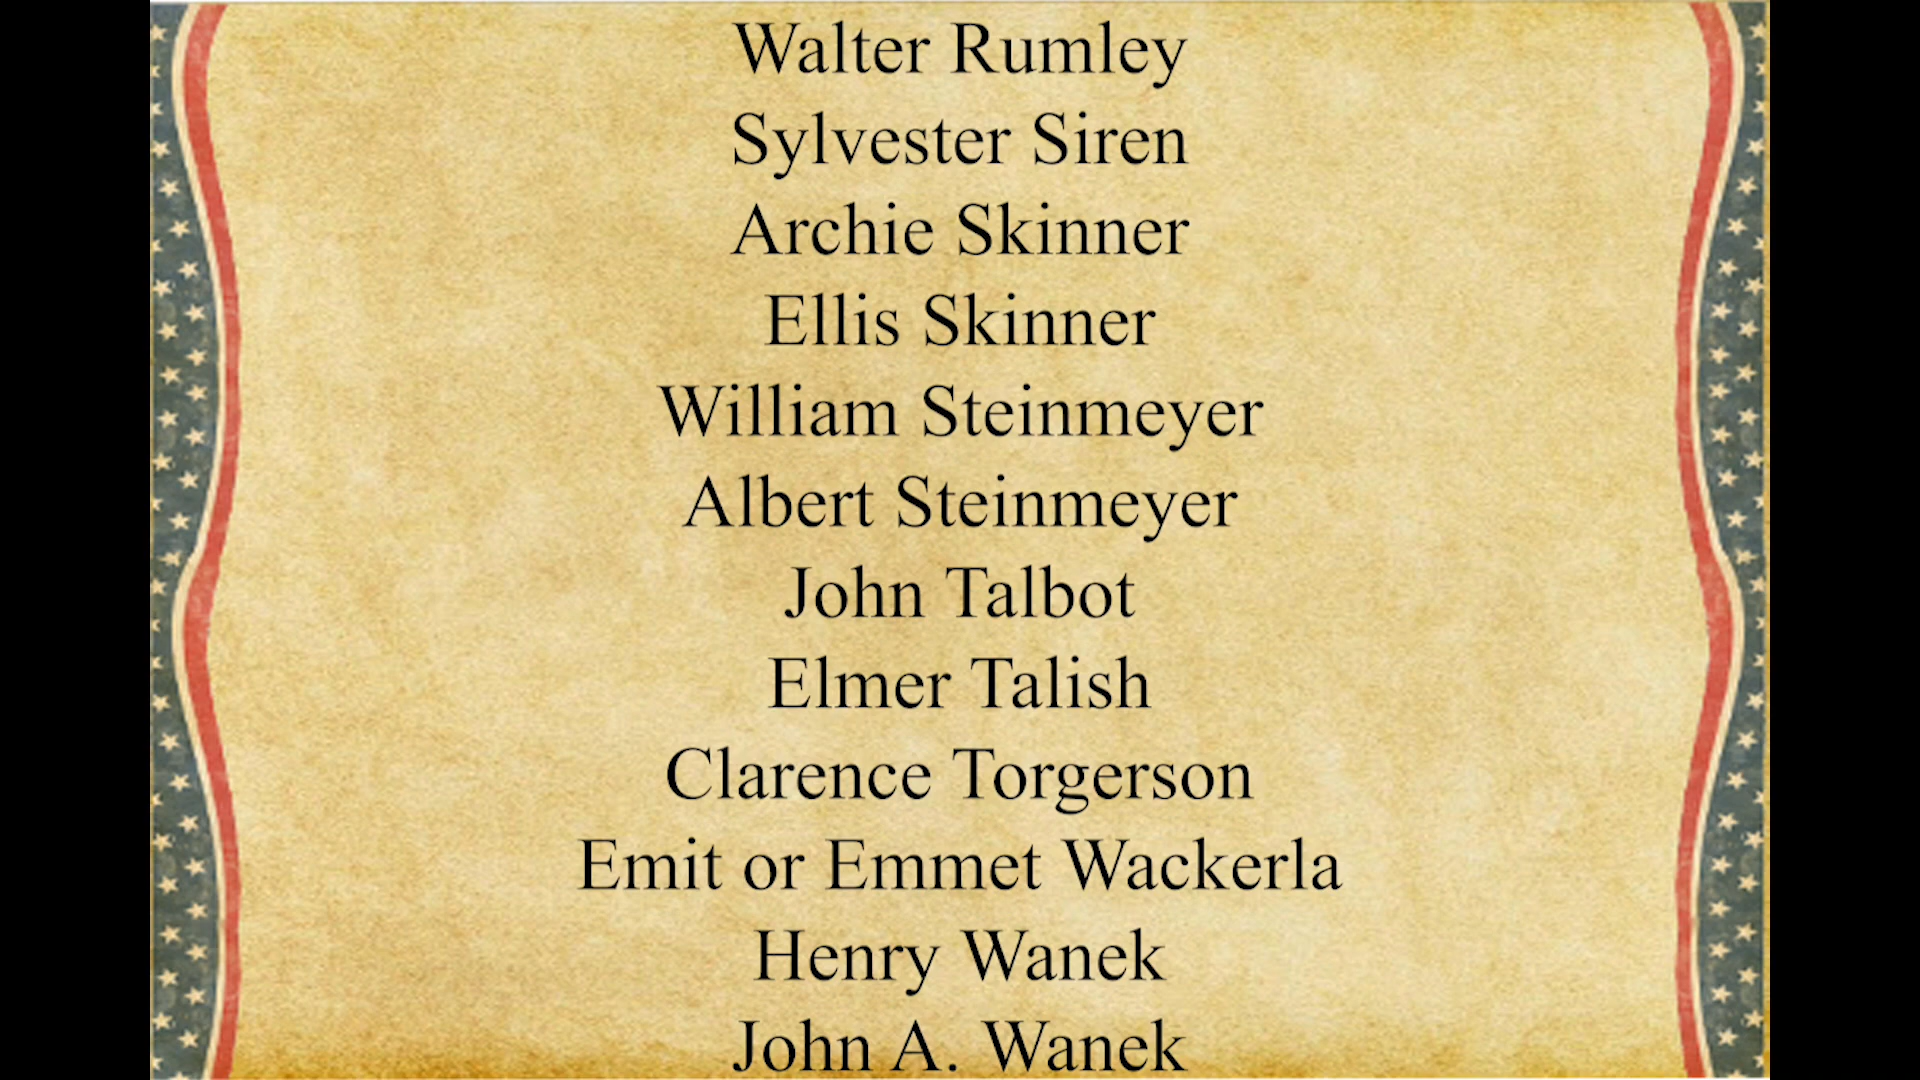 Walter Rumley
Sylvester Siren
Archie Skinner
Ellis Skinner
William Steinmeyer
Albert Steinmeyer
John Talbot
Elmer Talish
Clarence Torgerson
Emit or Emmet Wackerla
Henry Wanek
John A. Wanek